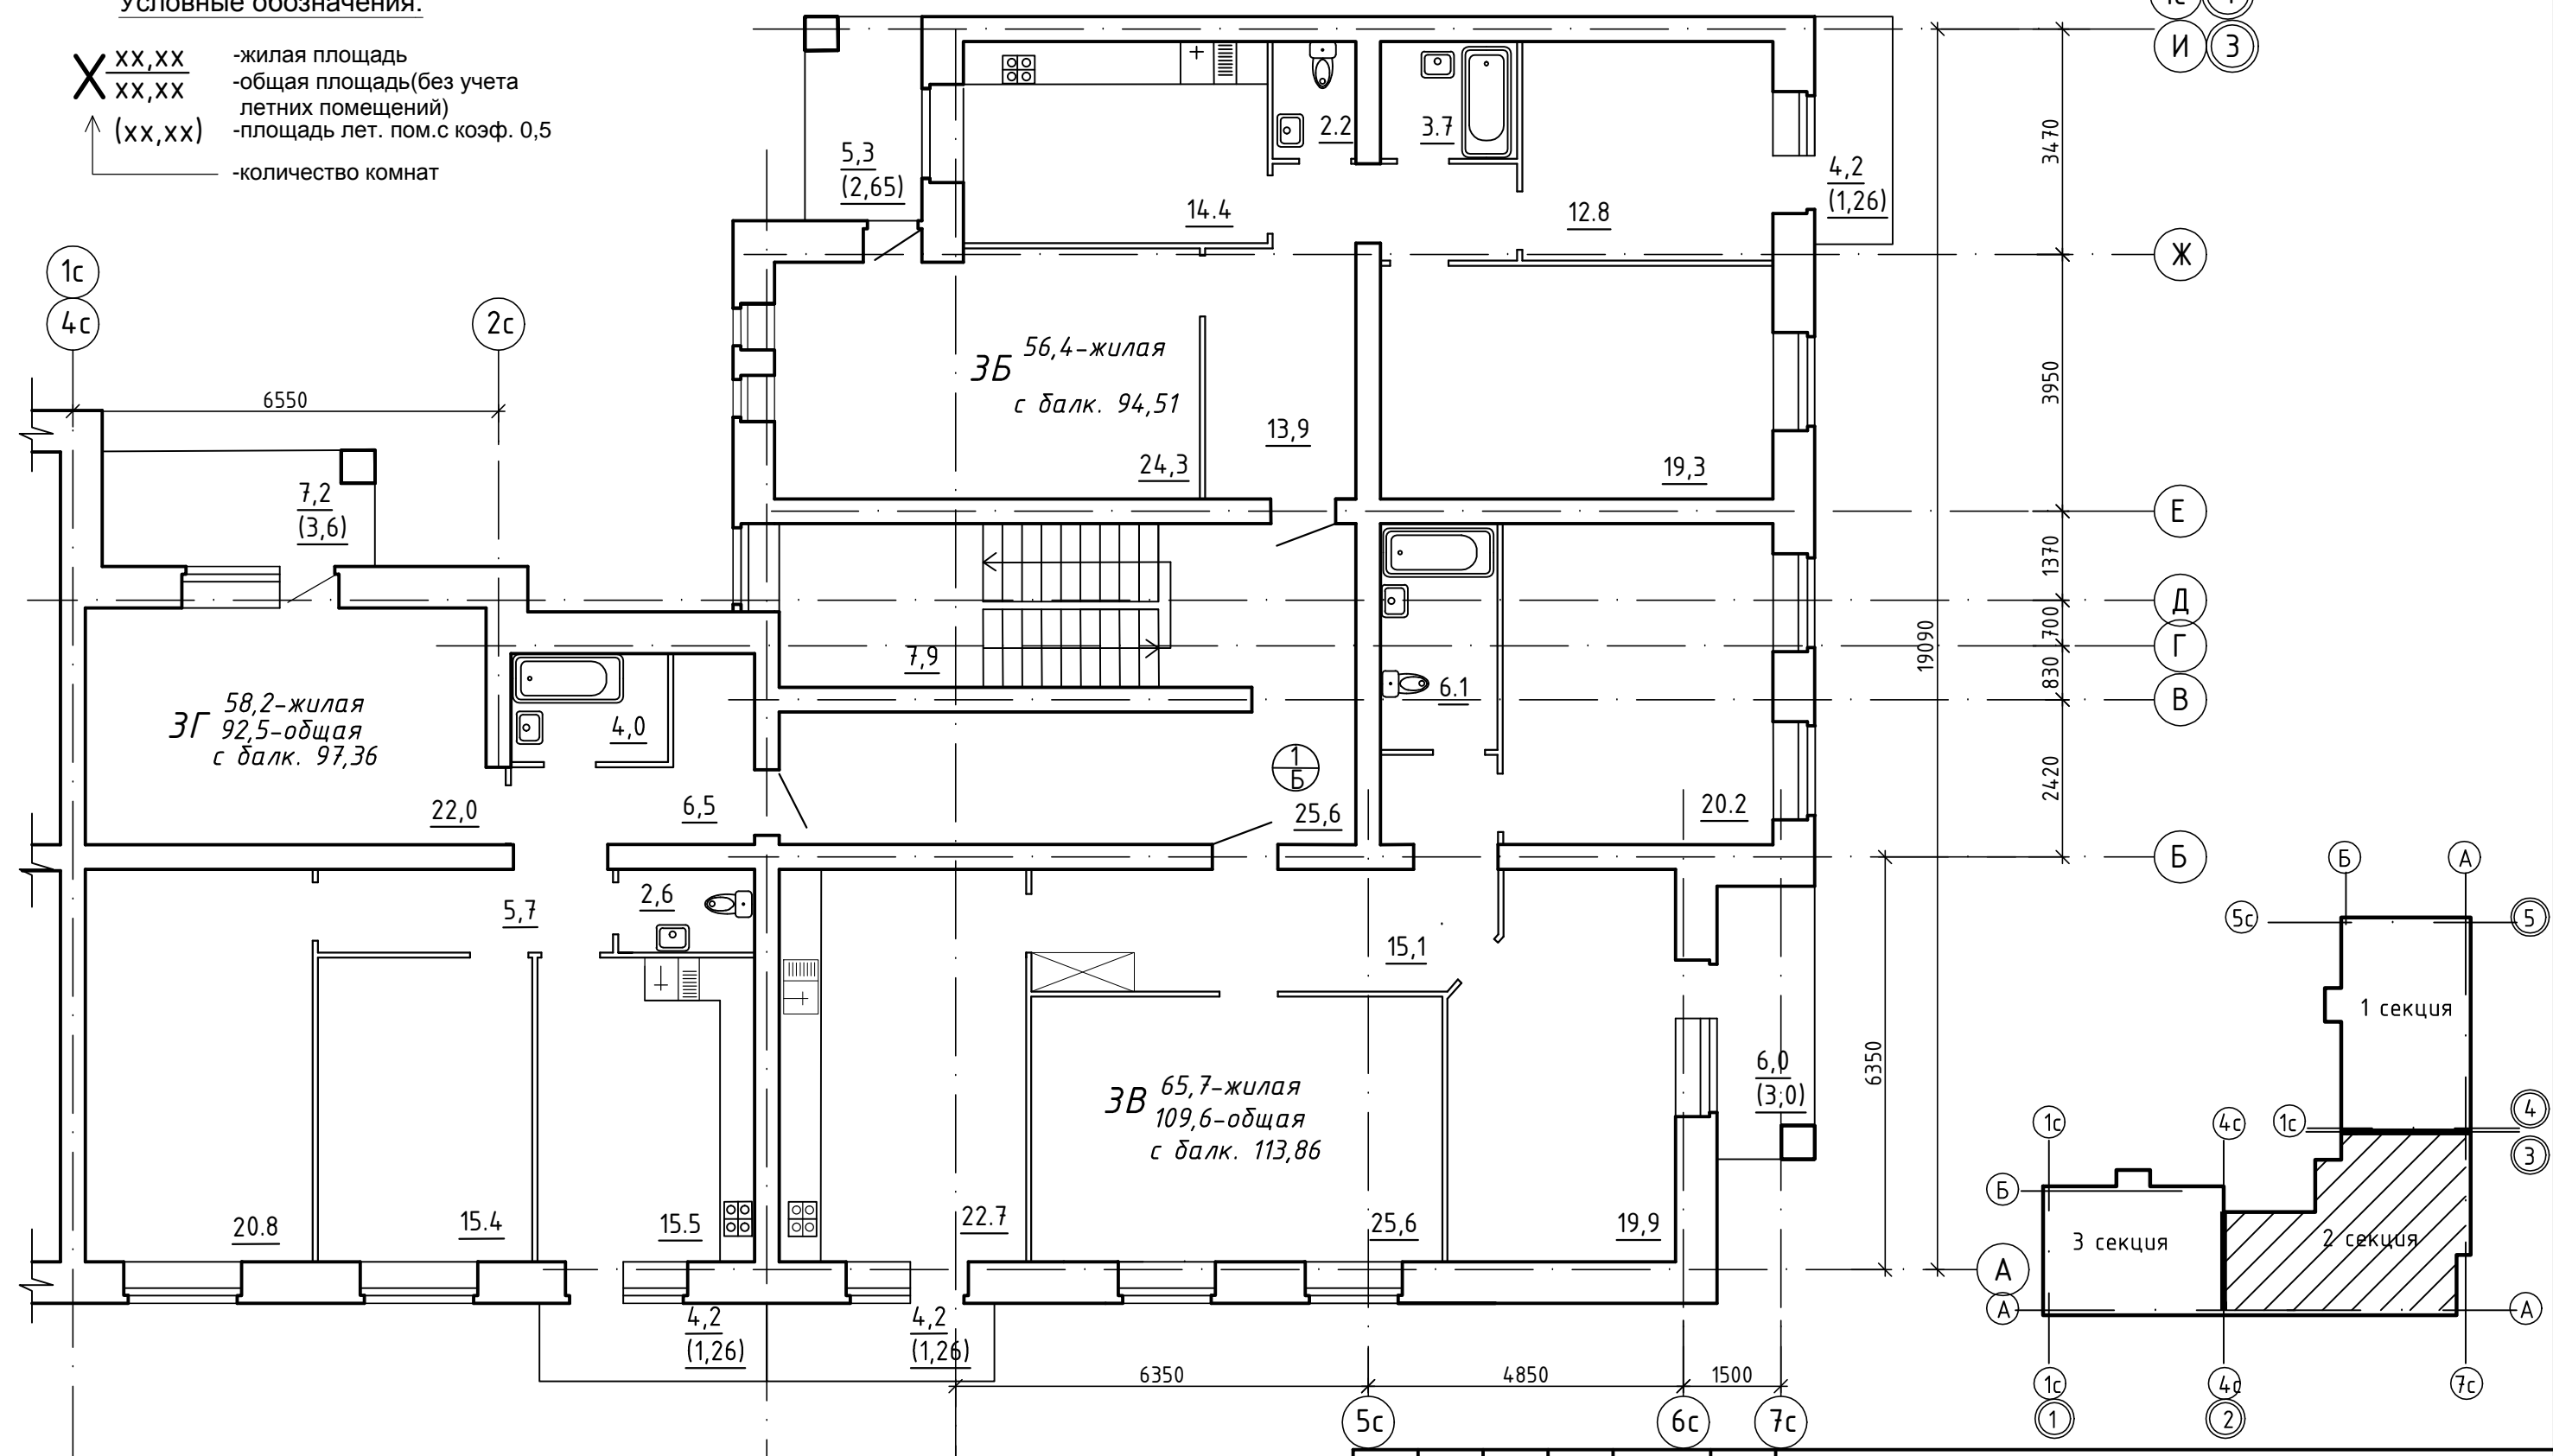 Условные обозначения:
X xx,xx -жилая площадь
xx,xx -общая площадь(без учета
летних помещений)
(xx,xx) -площадь лет. пом.с коэф. 0,5
-количество комнат
И 3
3470
5,3
(2,65)
2.2
3.7
4,2
(1,26)
14.4
12.8
Ж
1с
4с
2с
6550
3Б 56,4-жилая
с балк. 94,51
3950
13,9
24,3
19,3
7,2
(3,6)
Е
1370
Д
700
Г
19090
830
7,9
6.1
В
3Г 58,2-жилая
92,5-общая
с балк. 97,36
4,0
1
Б
2420
22,0
6,5
25,6
20.2
Б
Б
А
2,6
5,7
5с
5
15,1
1 секция
6,0
(3,0)
6350
3В 65,7-жилая
109,6-общая
с балк. 113,86
1с
4с
1с
4
3
Б
20.8
15.4
15.5
22.7
25,6
19,9
3 секция
2 секция
А
А
А
4,2
(1,26)
4,2
(1,26)
6350
4850
1500
1с
4с
7с
5с
6с
7с
1
2